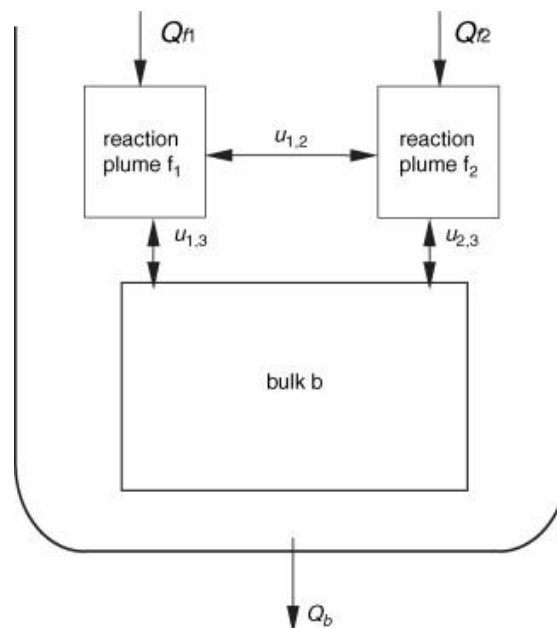 Qf1
Qf2
reaction
plume f1
u1,2
reaction
plume f2
u1,3
u2,3
bulk b
Qb